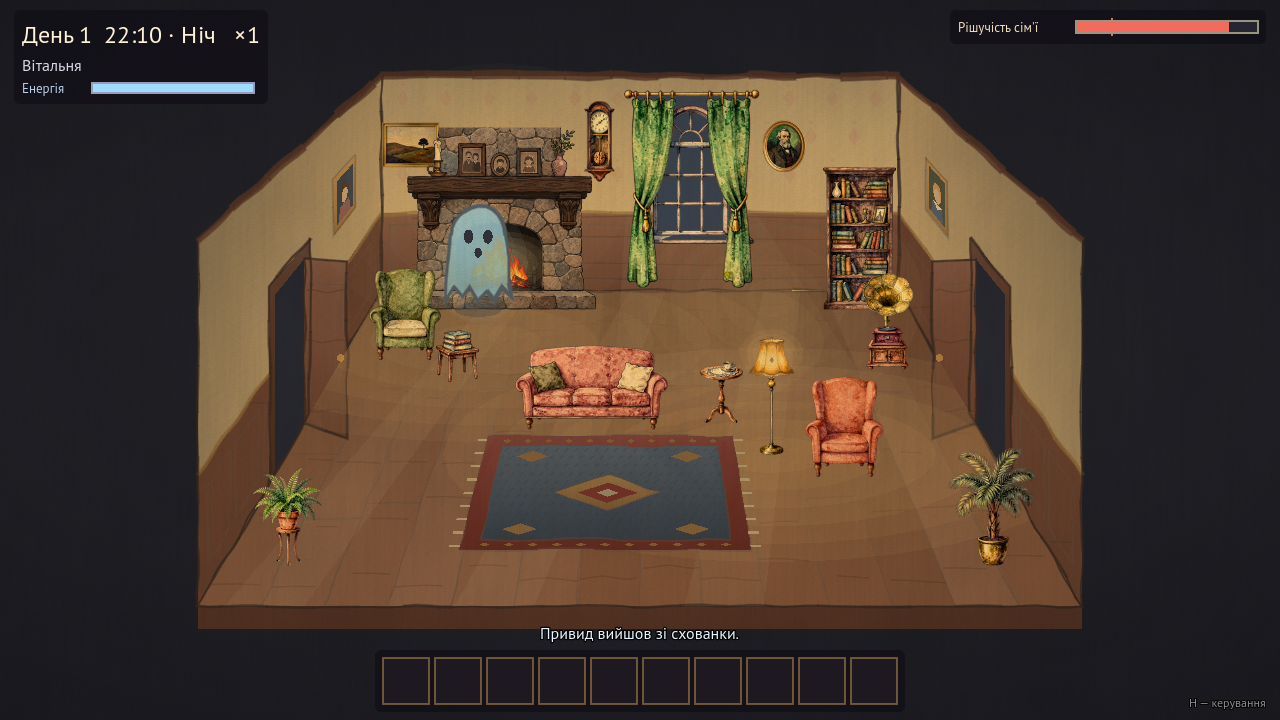 День 1 22:10 · Ніч ×1
Вітальня
Енергія
Рішучість сім'ї
Привид вийшов зі схованки.
H — керування